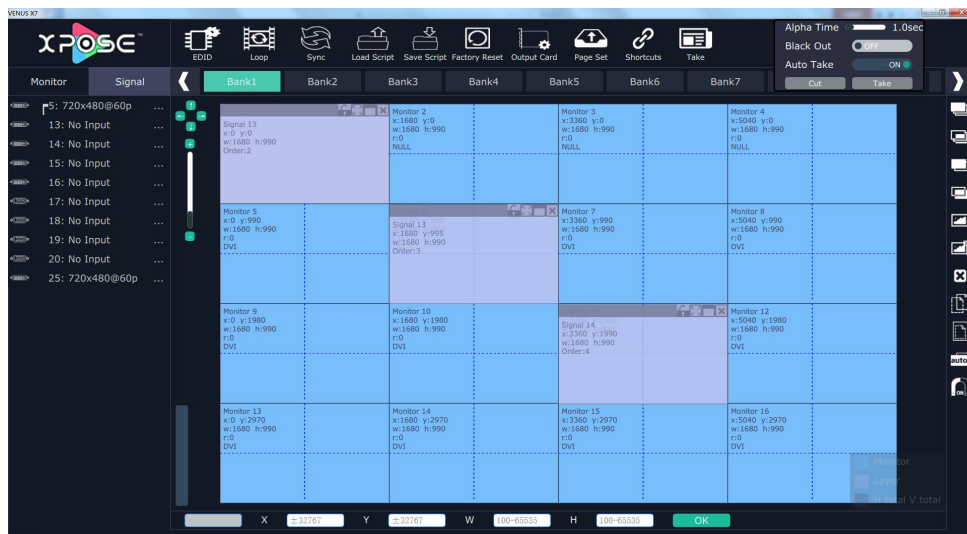 VENUS X7
XPOSE™
EDID
Loop
Sync
Load Script
Save Script
Factory Reset
Output Card
Page Set
Shortcuts
Take
Alpha Time 1.0sec
Black Out OFF
Auto Take ON
Cut Take
Monitor Signal
Bank1 Bank2 Bank3 Bank4 Bank5 Bank6 Bank7
5: 720x480@60p ...
13: No Input ...
14: No Input ...
15: No Input ...
16: No Input ...
17: No Input ...
18: No Input ...
19: No Input ...
20: No Input ...
25: 720x480@60p ...
Signal 13
x:0 y:0
w:1680 h:990
Order:2
Monitor 2
x:1680 y:0
w:1680 h:990
r:0
NULL
Monitor 3
x:3360 y:0
w:1680 h:990
r:0
NULL
Monitor 4
x:5040 y:0
w:1680 h:990
r:0
NULL
Monitor 5
x:0 y:990
w:1680 h:990
r:0
DVI
Signal 13
x:1680 y:995
w:1680 h:990
Order:3
Monitor 7
x:3360 y:990
w:1680 h:990
r:0
DVI
Monitor 8
x:5040 y:990
w:1680 h:990
r:0
DVI
Monitor 9
x:0 y:1980
w:1680 h:990
r:0
DVI
Monitor 10
x:1680 y:1980
w:1680 h:990
r:0
DVI
Signal 14
x:3360 y:1990
w:1680 h:990
Order:4
Monitor 12
x:5040 y:1980
w:1680 h:990
r:0
DVI
Monitor 13
x:0 y:2970
w:1680 h:990
r:0
DVI
Monitor 14
x:1680 y:2970
w:1680 h:990
r:0
DVI
Monitor 15
x:3360 y:2970
w:1680 h:990
r:0
DVI
Monitor 16
x:5040 y:2970
w:1680 h:990
r:0
DVI
auto
ON
Monitor
Layer
H total V total
X ±32767 Y ±32767 W 100-65535 H 100-65535 OK